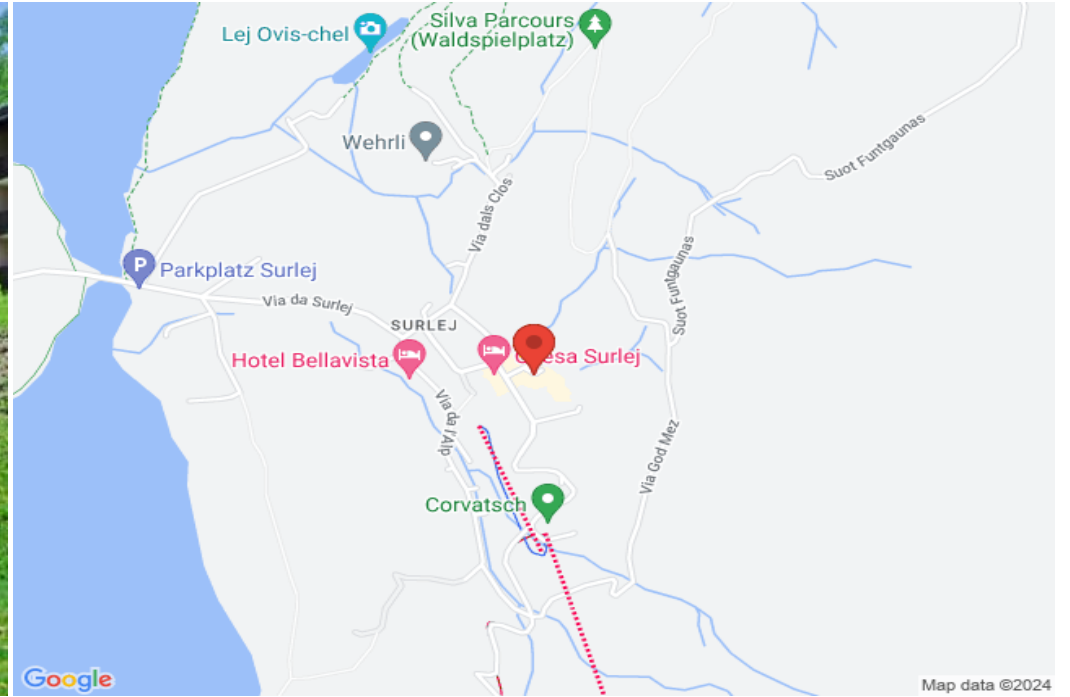 Lej Ovis-chel
Silva Parcours
(Waldspielplatz)
Wehrli
Suot Funtgaunas
Via dals Clos
P
Parkplatz Surlej
Suot Funtgaunas
Via da Surlej
SURLEJ
Hotel Bellavista
Surlej
Via da l'Alp
Via God Mez
Corvatsch
Google
Map data ©2024